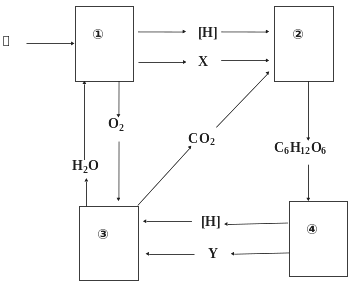 ① [H] ②
X
O₂
CO₂
H₂O C₆H₁₂O₆
③ [H] ④
Y